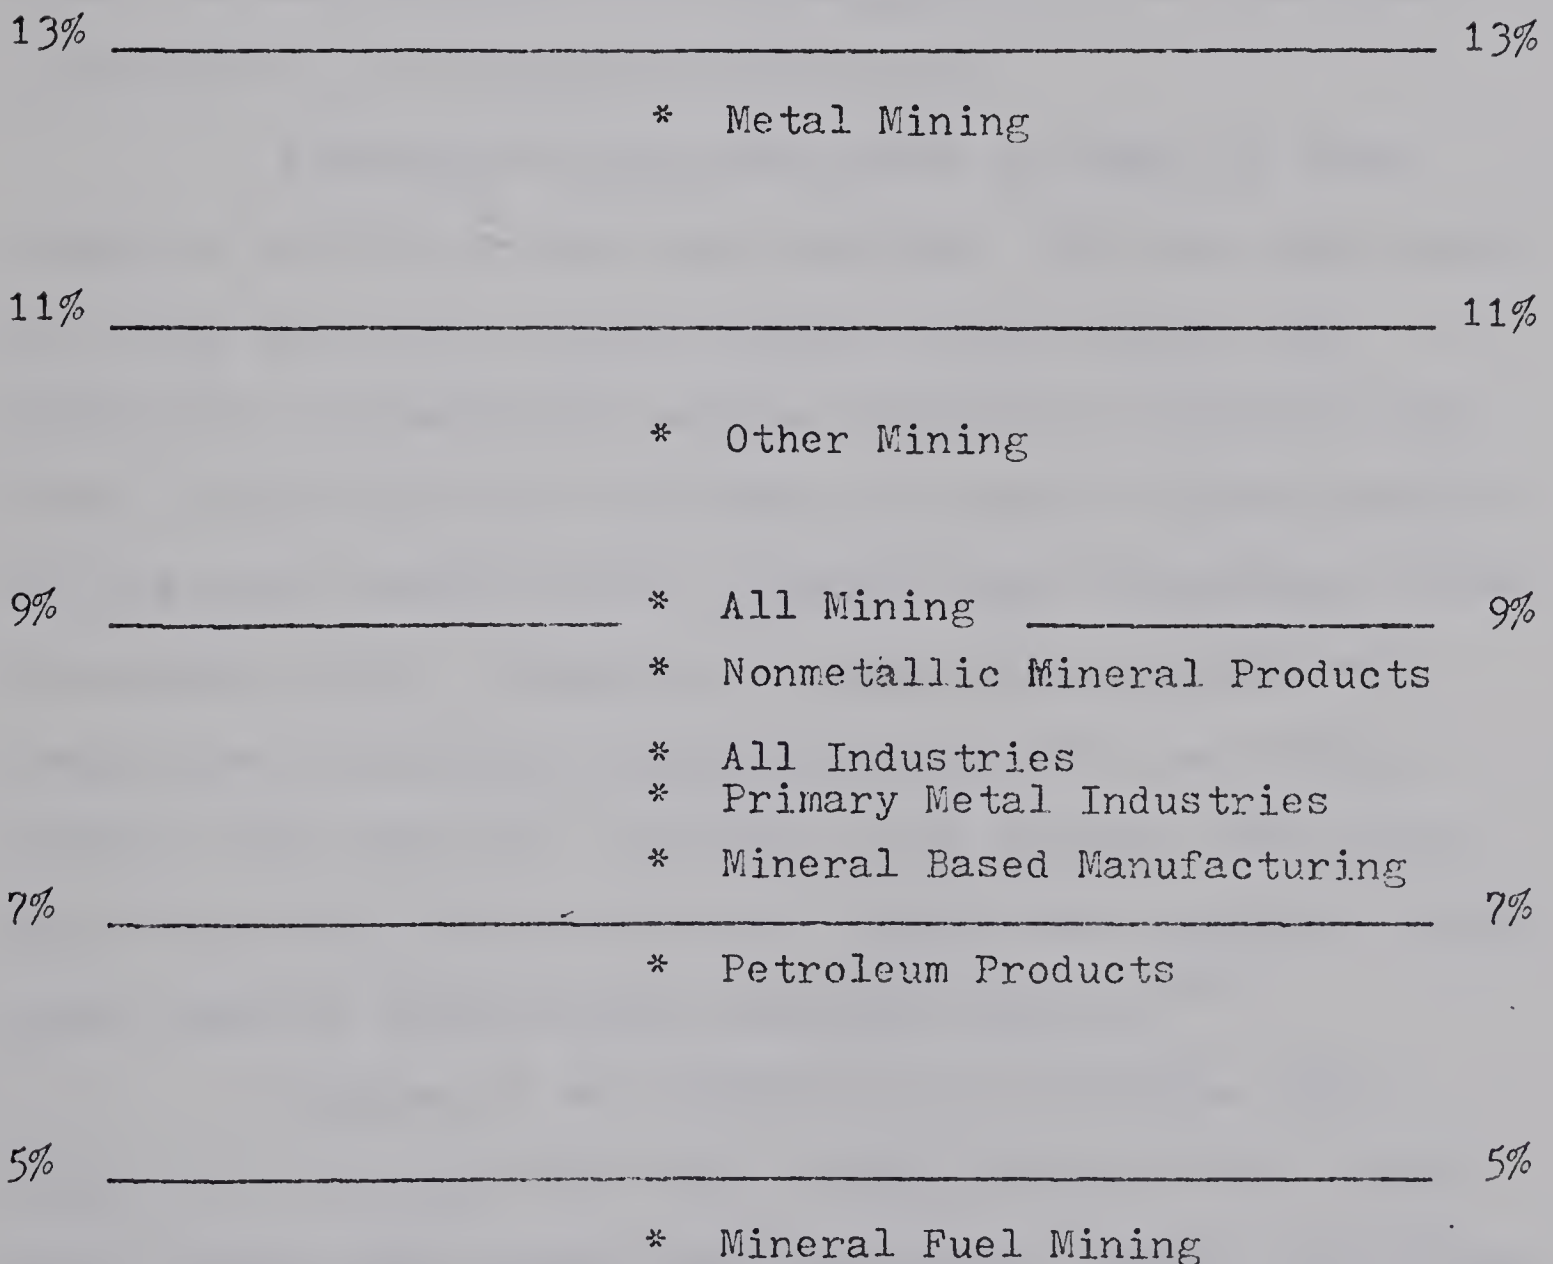 13% 13%
* Metal Mining
11% 11%
* Other Mining
9% * All Mining 9%
* Nonmetallic Mineral Products
* All Industries
* Primary Metal Industries
* Mineral Based Manufacturing
7% 7%
* Petroleum Products
5% 5%
* Mineral Fuel Mining